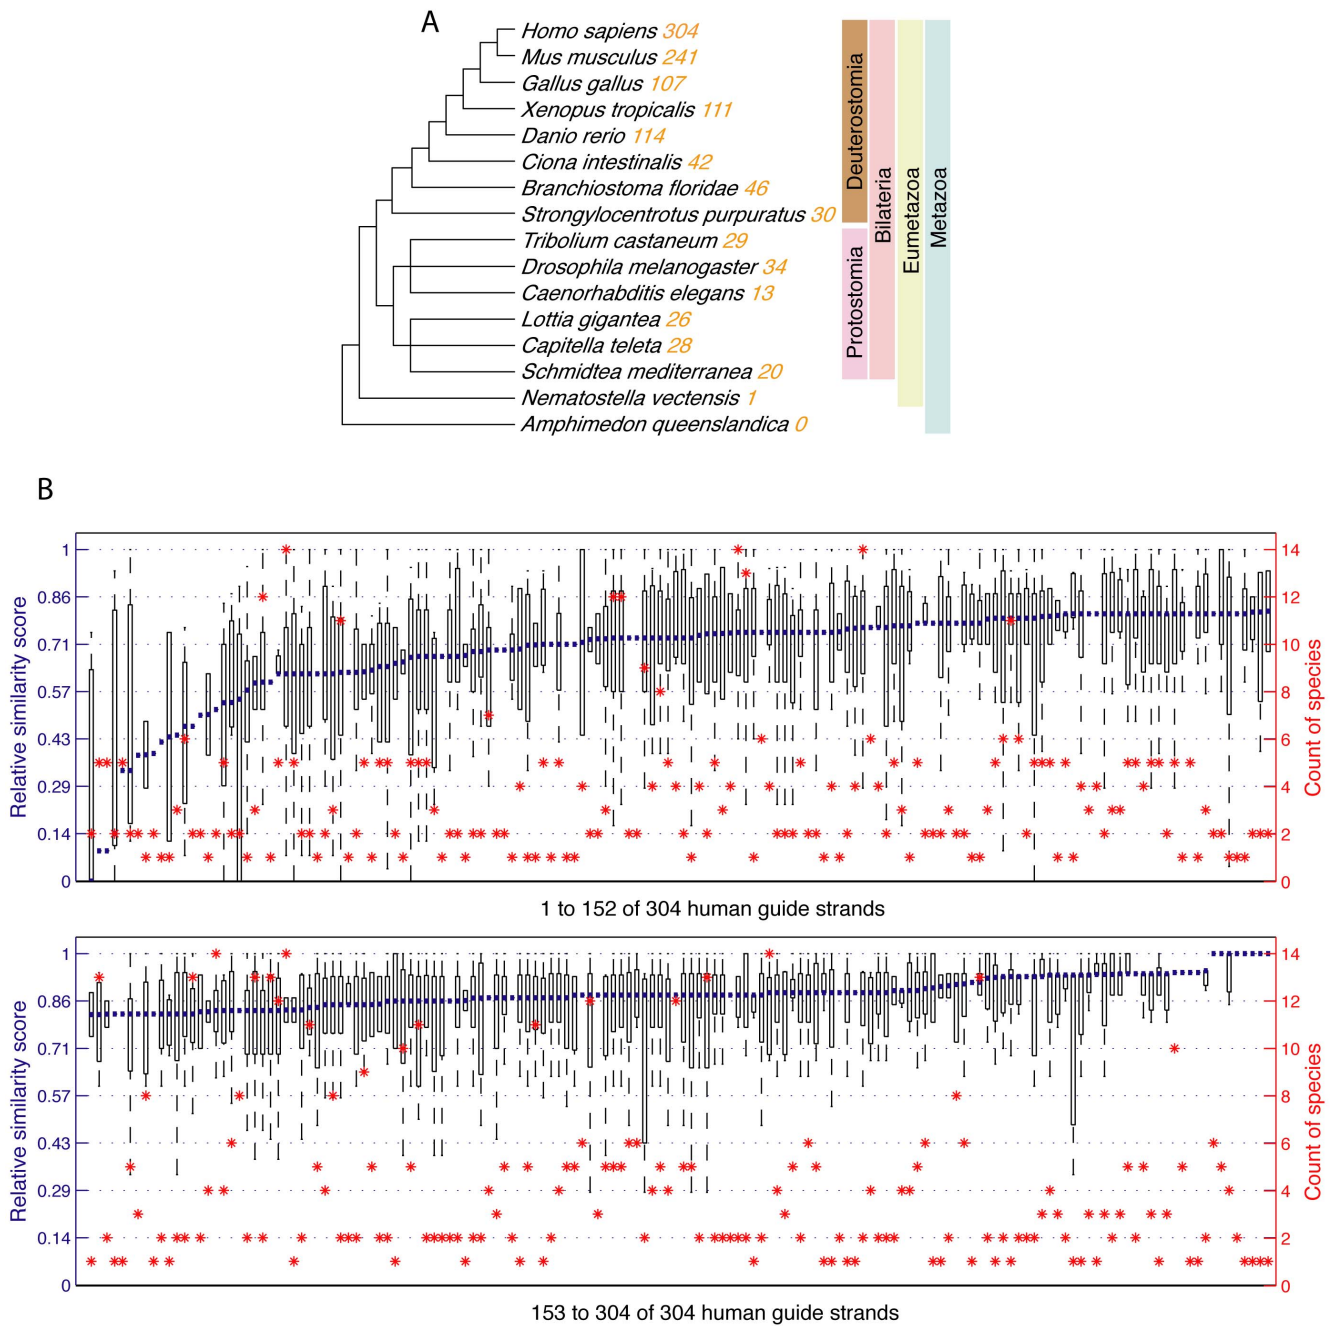 A
Homo sapiens 304
Mus musculus 241
Gallus gallus 107
Xenopus tropicalis 111
Danio rerio 114
Ciona intestinalis 42
Branchiostoma floridae 46
Strongylocentrotus purpuratus 30
Tribolium castaneum 29
Drosophila melanogaster 34
Caenorhabditis elegans 13
Lottia gigantea 26
Capitella teleta 28
Schmidtea mediterranea 20
Nematostella vectensis 1
Amphimedon queenslandica 0
Deuterostomia
Protostomia
Bilateria
Eumetazoa
Metazoa
B
Relative similarity score
1
0.86
0.71
0.57
0.43
0.29
0.14
0
14
12
10
8
6
4
2
0
Count of species
1 to 152 of 304 human guide strands
Relative similarity score
1
0.86
0.71
0.57
0.43
0.29
0.14
0
14
12
10
8
6
4
2
0
Count of species
153 to 304 of 304 human guide strands